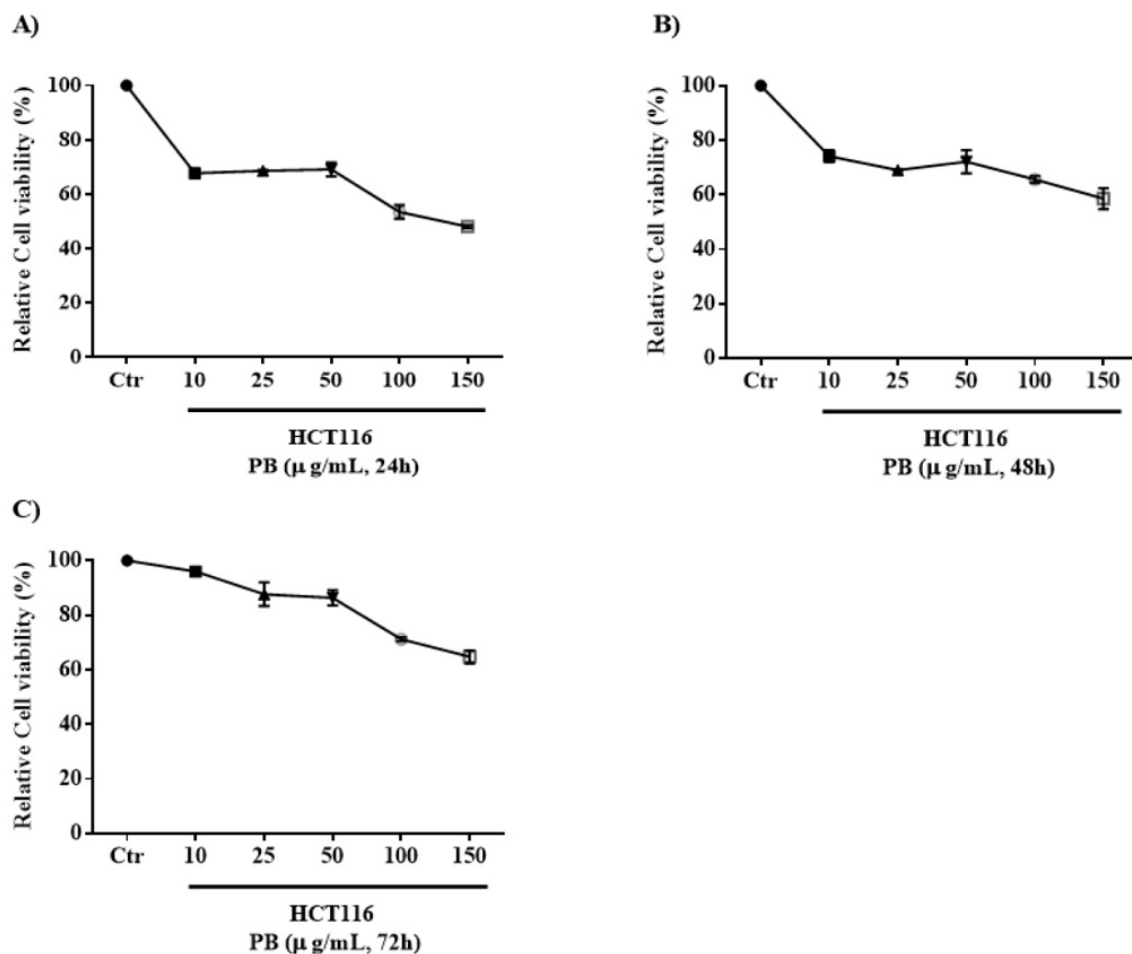 A)
Relative Cell viability (%)
100
80
60
40
20
0
Ctr 10 25 50 100 150
HCT116
PB (μ g/mL, 24h)
B)
Relative Cell viability (%)
100
80
60
40
20
0
Ctr 10 25 50 100 150
HCT116
PB (μ g/mL, 48h)
C)
Relative Cell viability (%)
100
80
60
40
20
0
Ctr 10 25 50 100 150
HCT116
PB (μ g/mL, 72h)